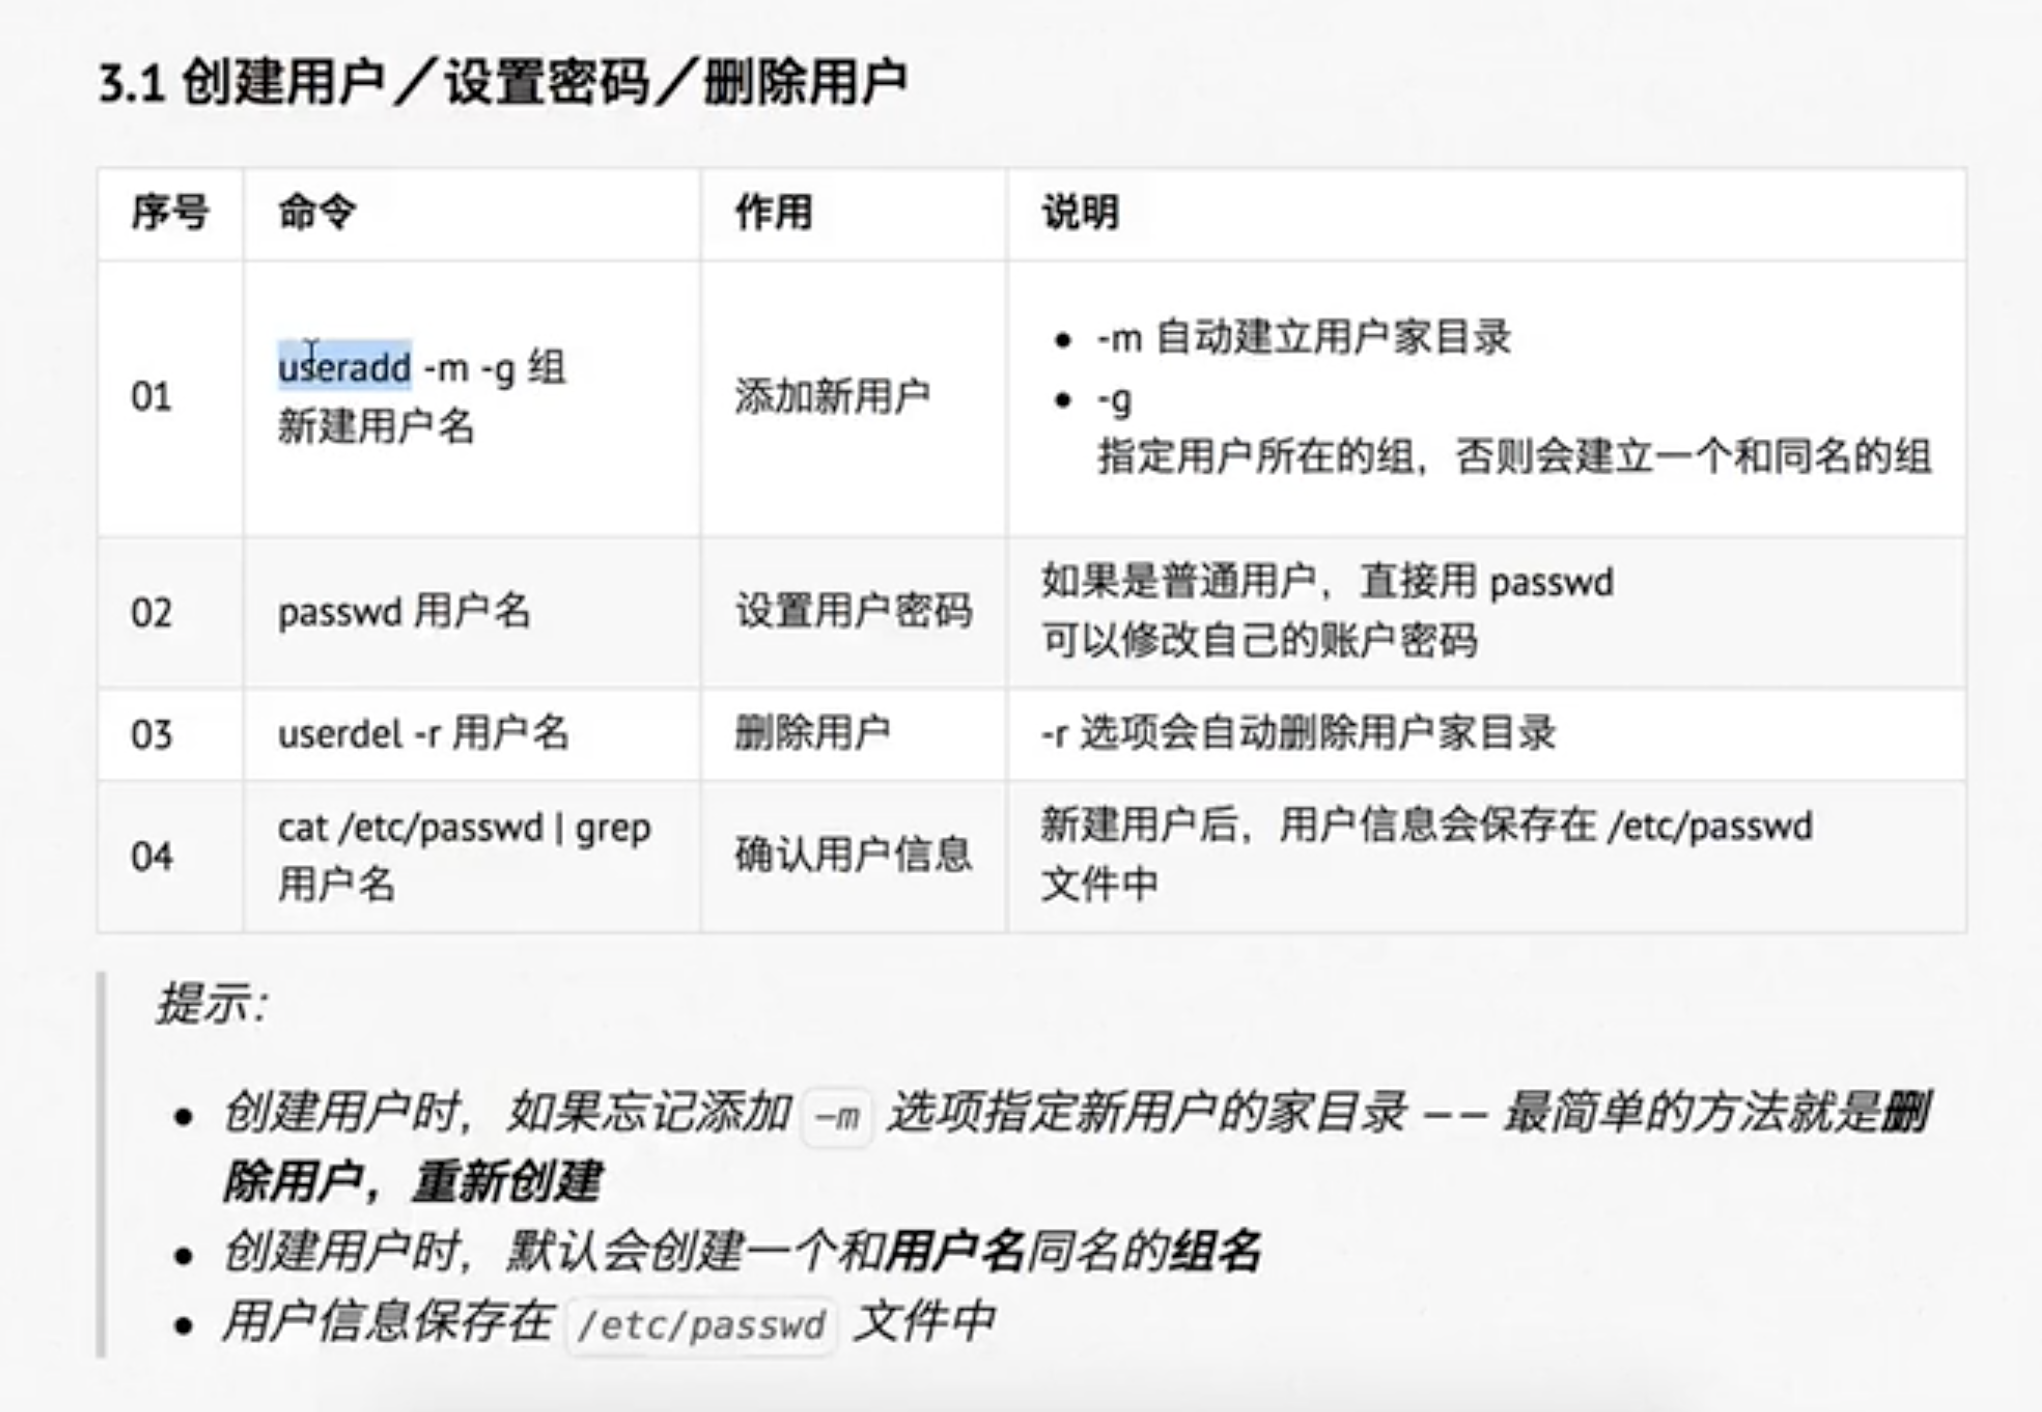 3.1 创建用户／设置密码／删除用户
序号 命令 作用 说明
01
useradd -m -g 组
新建用户名
添加新用户
• -m 自动建立用户家目录
• -g
指定用户所在的组，否则会建立一个和同名的组
02
passwd 用户名
设置用户密码
如果是普通用户，直接用 passwd
可以修改自己的账户密码
03
userdel -r 用户名
删除用户
-r 选项会自动删除用户家目录
04
cat /etc/passwd | grep
用户名
确认用户信息
新建用户后，用户信息会保存在 /etc/passwd
文件中
提示：
• 创建用户时，如果忘记添加 -m 选项指定新用户的家目录 —— 最简单的方法就是删
除用户，重新创建
• 创建用户时，默认会创建一个和用户名同名的组名
• 用户信息保存在 /etc/passwd 文件中